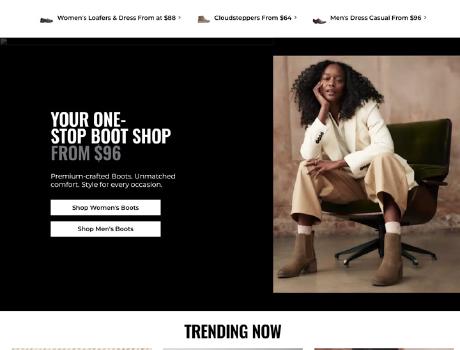 Women's Loafers & Dress From at $88 >
Cloudsteppers From $64 >
Men's Dress Casual From $96 >
YOUR ONE-
STOP BOOT SHOP
FROM $96
Premium-crafted Boots. Unmatched
comfort. Style for every occasion.
Shop Women's Boots
Shop Men's Boots
TRENDING NOW